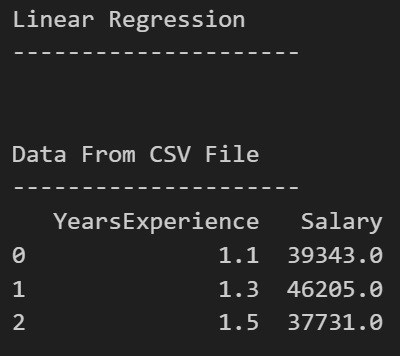 Linear Regression
---------------------
Data From CSV File
---------------------
YearsExperience Salary
0 1.1 39343.0
1 1.3 46205.0
2 1.5 37731.0